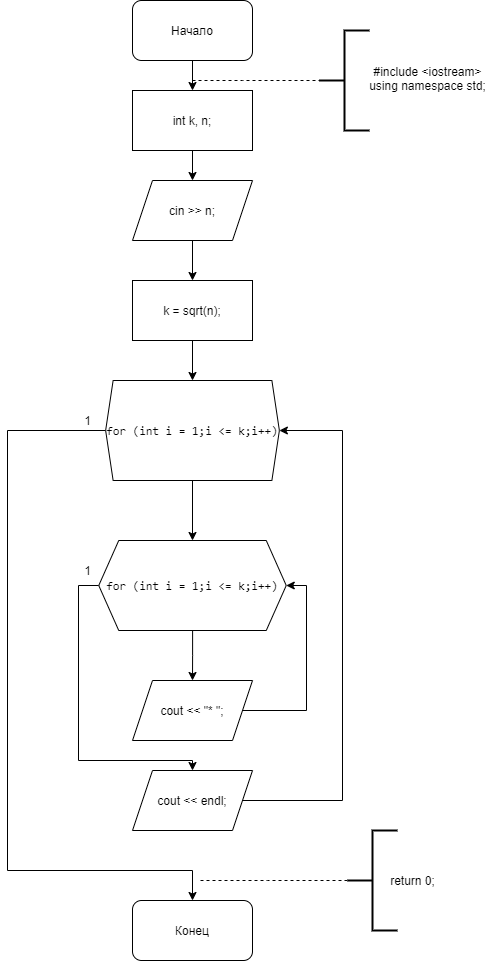 Начало
#include <iostream>
using namespace std;
int k, n;
cin >> n;
k = sqrt(n);
1
for (int i = 1;i <= k;i++)
1
for (int i = 1;i <= k;i++)
cout << "* ";
cout << endl;
return 0;
Конец